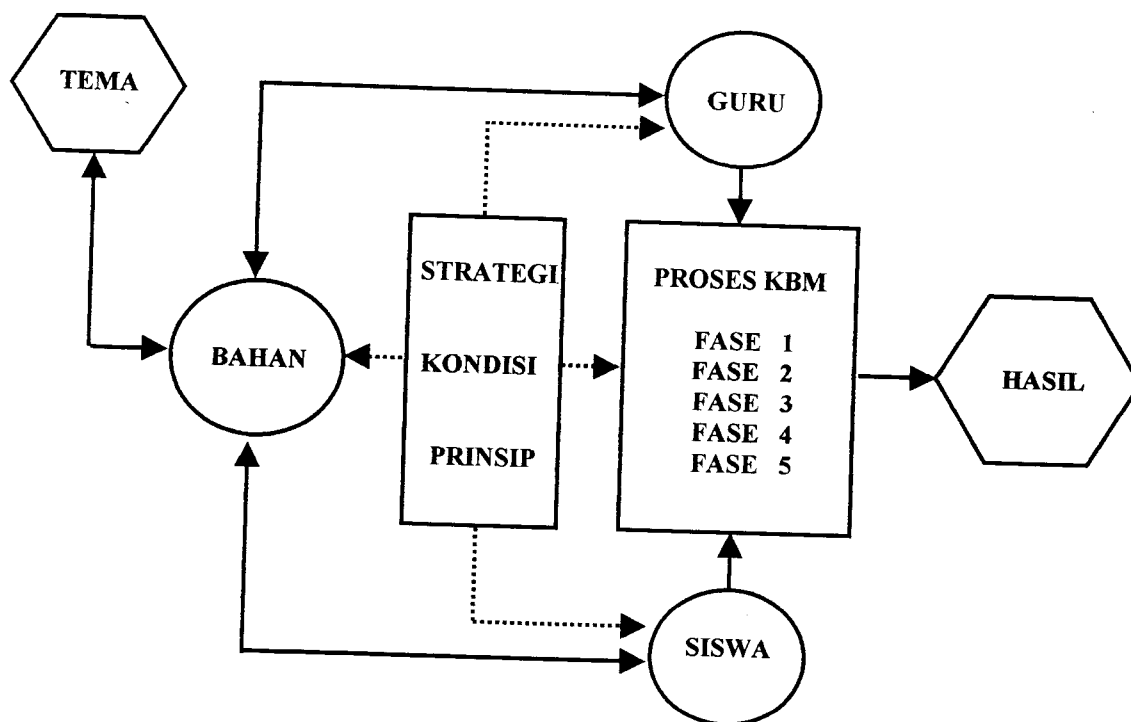 TEMA
GURU
STRATEGI
KONDISI
PRINSIP
PROSES KBM
FASE 1
FASE 2
FASE 3
FASE 4
FASE 5
BAHAN
HASIL
SISWA